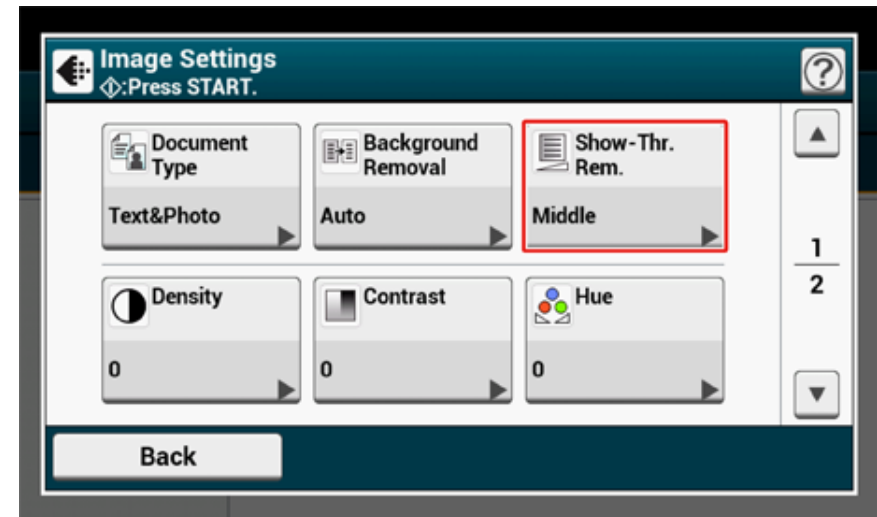 Image Settings
:Press START.
Document
Type
Text&Photo
Background
Removal
Auto
Show-Thr.
Rem.
Middle
1
2
Density
0
Contrast
0
Hue
0
Back